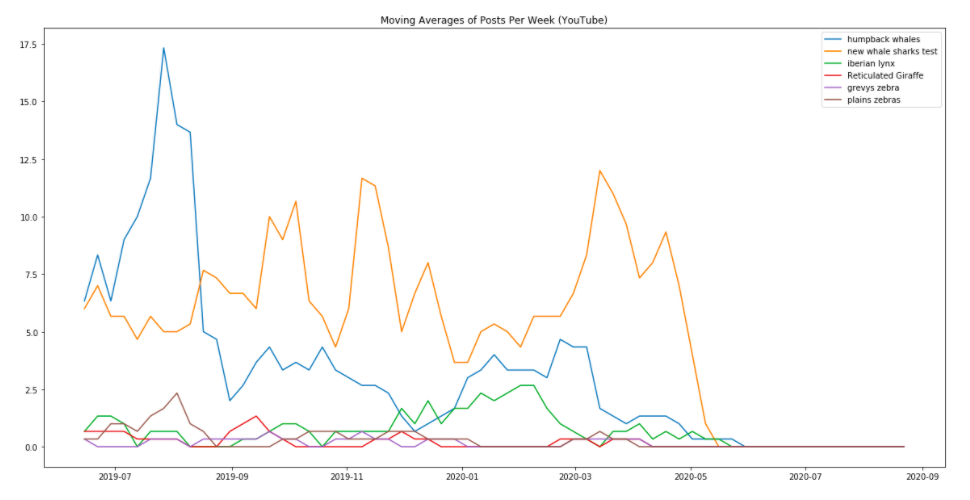 Moving Averages of Posts Per Week (YouTube)
humpback whales
new whale sharks test
iberian lynx
Reticulated Giraffe
grevys zebra
plains zebras
17.5
15.0
12.5
10.0
7.5
5.0
2.5
0.0
2019-07
2019-09
2019-11
2020-01
2020-03
2020-05
2020-07
2020-09